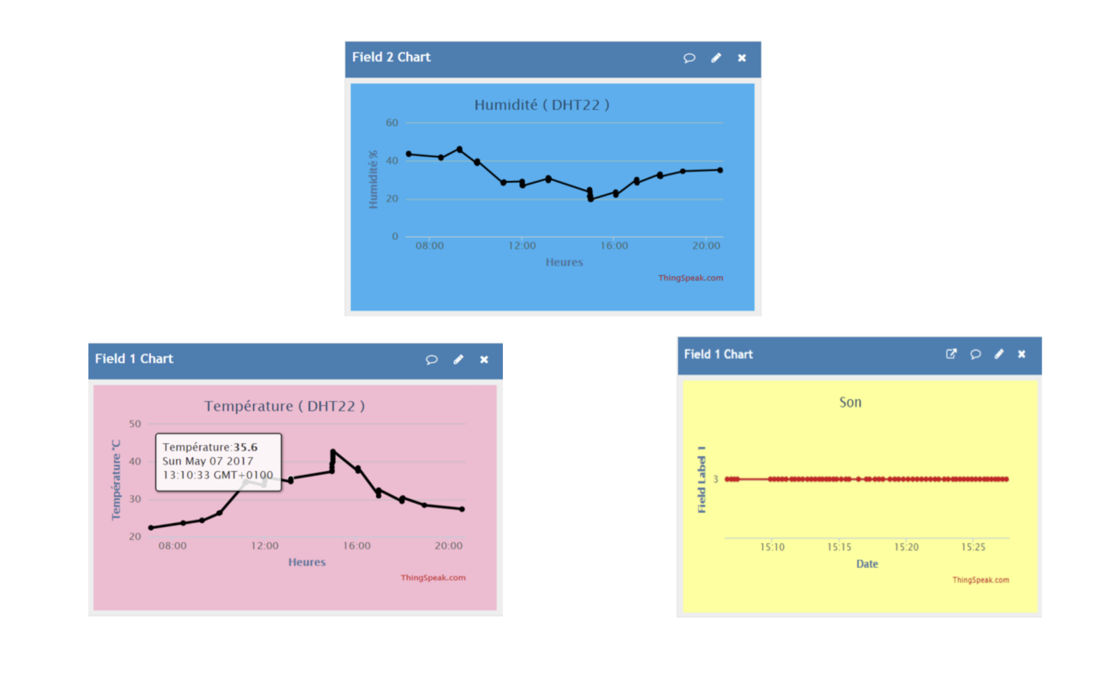 Field 2 Chart
Humidité ( DHT22 )
60
40
20
0
Humidité %
08:00 12:00 16:00 20:00
Heures
ThingSpeak.com
Field 1 Chart
Température ( DHT22 )
50
40
30
20
Température °C
Température:35.6
Sun May 07 2017
13:10:33 GMT+0100
08:00 12:00 16:00 20:00
Heures
ThingSpeak.com
Field 1 Chart
Son
Field Label 1
3
15:10 15:15 15:20 15:25
Date
ThingSpeak.com